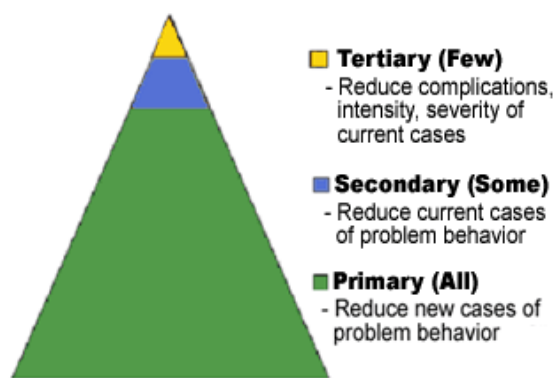 Tertiary (Few)
- Reduce complications,
intensity, severity of
current cases
Secondary (Some)
- Reduce current cases
of problem behavior
Primary (All)
- Reduce new cases of
problem behavior